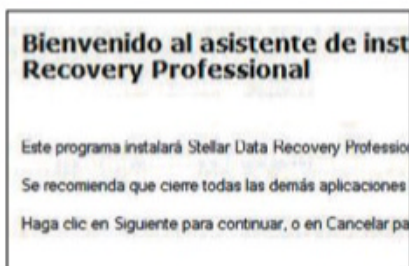 Bienvenido al asistente de inst
Recovery Professional
Este programa instalará Stellar Data Recovery Professio
Se recomienda que cierre todas las demás aplicaciones
Haga clic en Siguiente para continuar, o en Cancelar pa